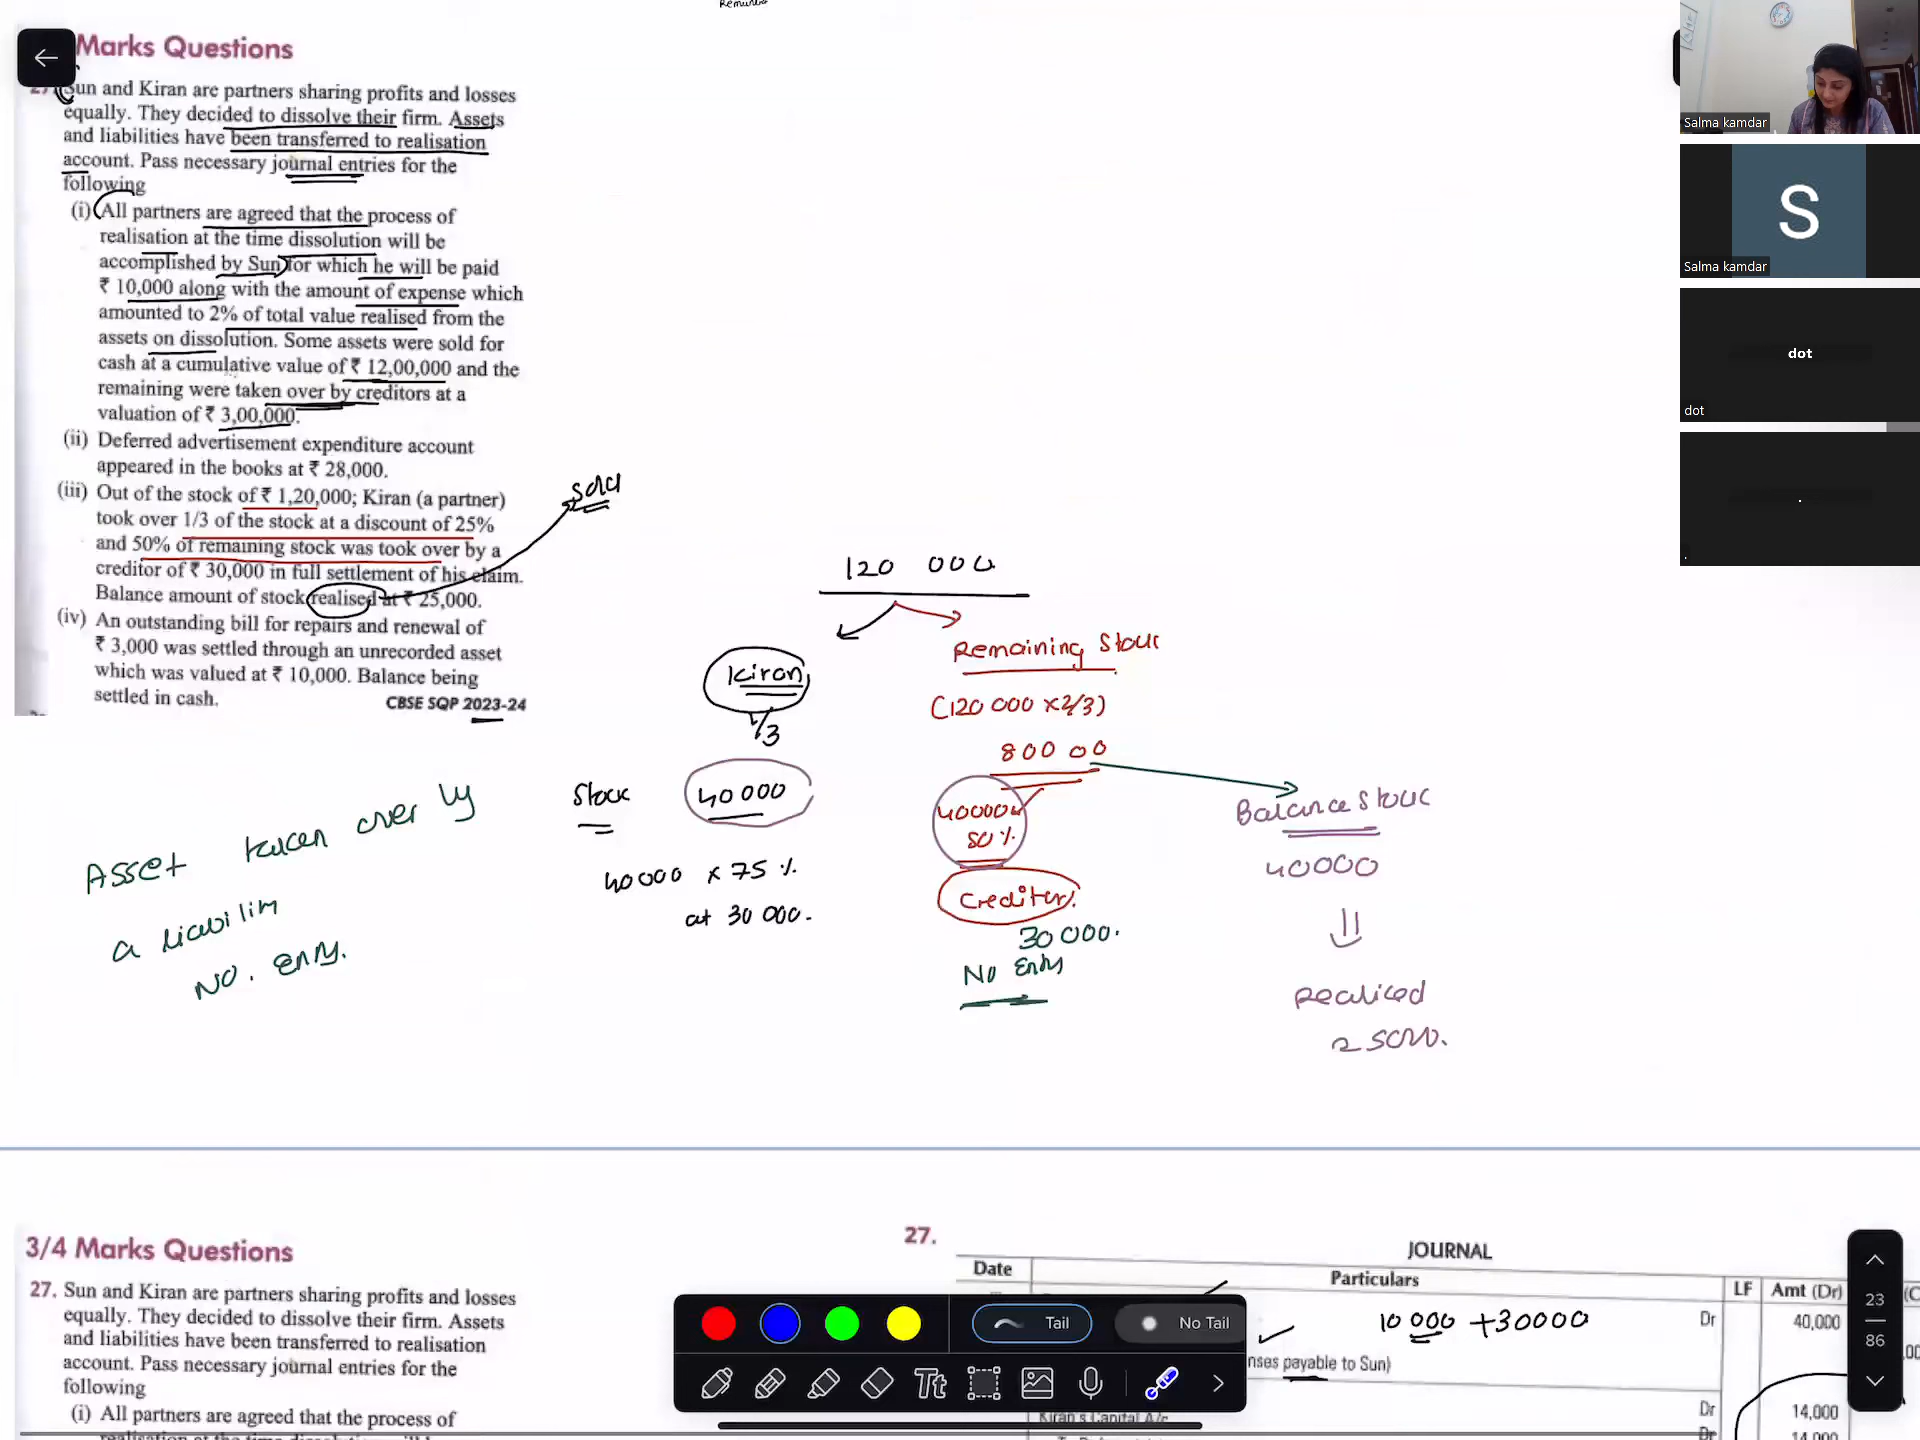 Marks Questions
Sun and Kiran are partners sharing profits and losses
equally. They decided to dissolve their firm. Assets
and liabilities have been transferred to realisation
account. Pass necessary journal entries for the
following
(i) All partners are agreed that the process of
realisation at the time dissolution will be
accomplished by Sun for which he will be paid
₹ 10,000 along with the amount of expense which
amounted to 2% of total value realised from the
assets on dissolution. Some assets were sold for
cash at a cumulative value of ₹ 12,00,000 and the
remaining were taken over by creditors at a
valuation of ₹ 3,00,000.
(ii) Deferred advertisement expenditure account
appeared in the books at ₹ 28,000.
(iii) Out of the stock of ₹ 1,20,000; Kiran (a partner)
took over 1/3 of the stock at a discount of 25%
and 50% of remaining stock was took over by a
creditor of ₹ 30,000 in full settlement of his claim.
Balance amount of stock realised at ₹ 25,000.
(iv) An outstanding bill for repairs and renewal of
₹ 3,000 was settled through an unrecorded asset
which was valued at ₹ 10,000. Balance being
settled in cash.
CBSE SQP 2023-24
Sold
120 000
Kiran
1/3
Stock
40000
40000 x 75 %
at 30 000.
Remaining Stock
(120 000 x 2/3)
800 00
40000
50 %
Creditor
30 000.
No Entry
Balance Stock
40000
Realised
Asset taken over by
a liability
No. Entry.
Salma kamdar
S
Salma kamdar
dot
dot
.
.
3/4 Marks Questions
27. Sun and Kiran are partners sharing profits and losses
equally. They decided to dissolve their firm. Assets
and liabilities have been transferred to realisation
account. Pass necessary journal entries for the
following
(i) All partners are agreed that the process of
27.
JOURNAL
Date
Particulars
LF
Amt (Dr)
10 000 + 30000
Dr
40,000
payable to Sun)
Kiran's Capital A/c
Dr
14,000
Dr
14,000
Tail
No Tail
Tt
23
86